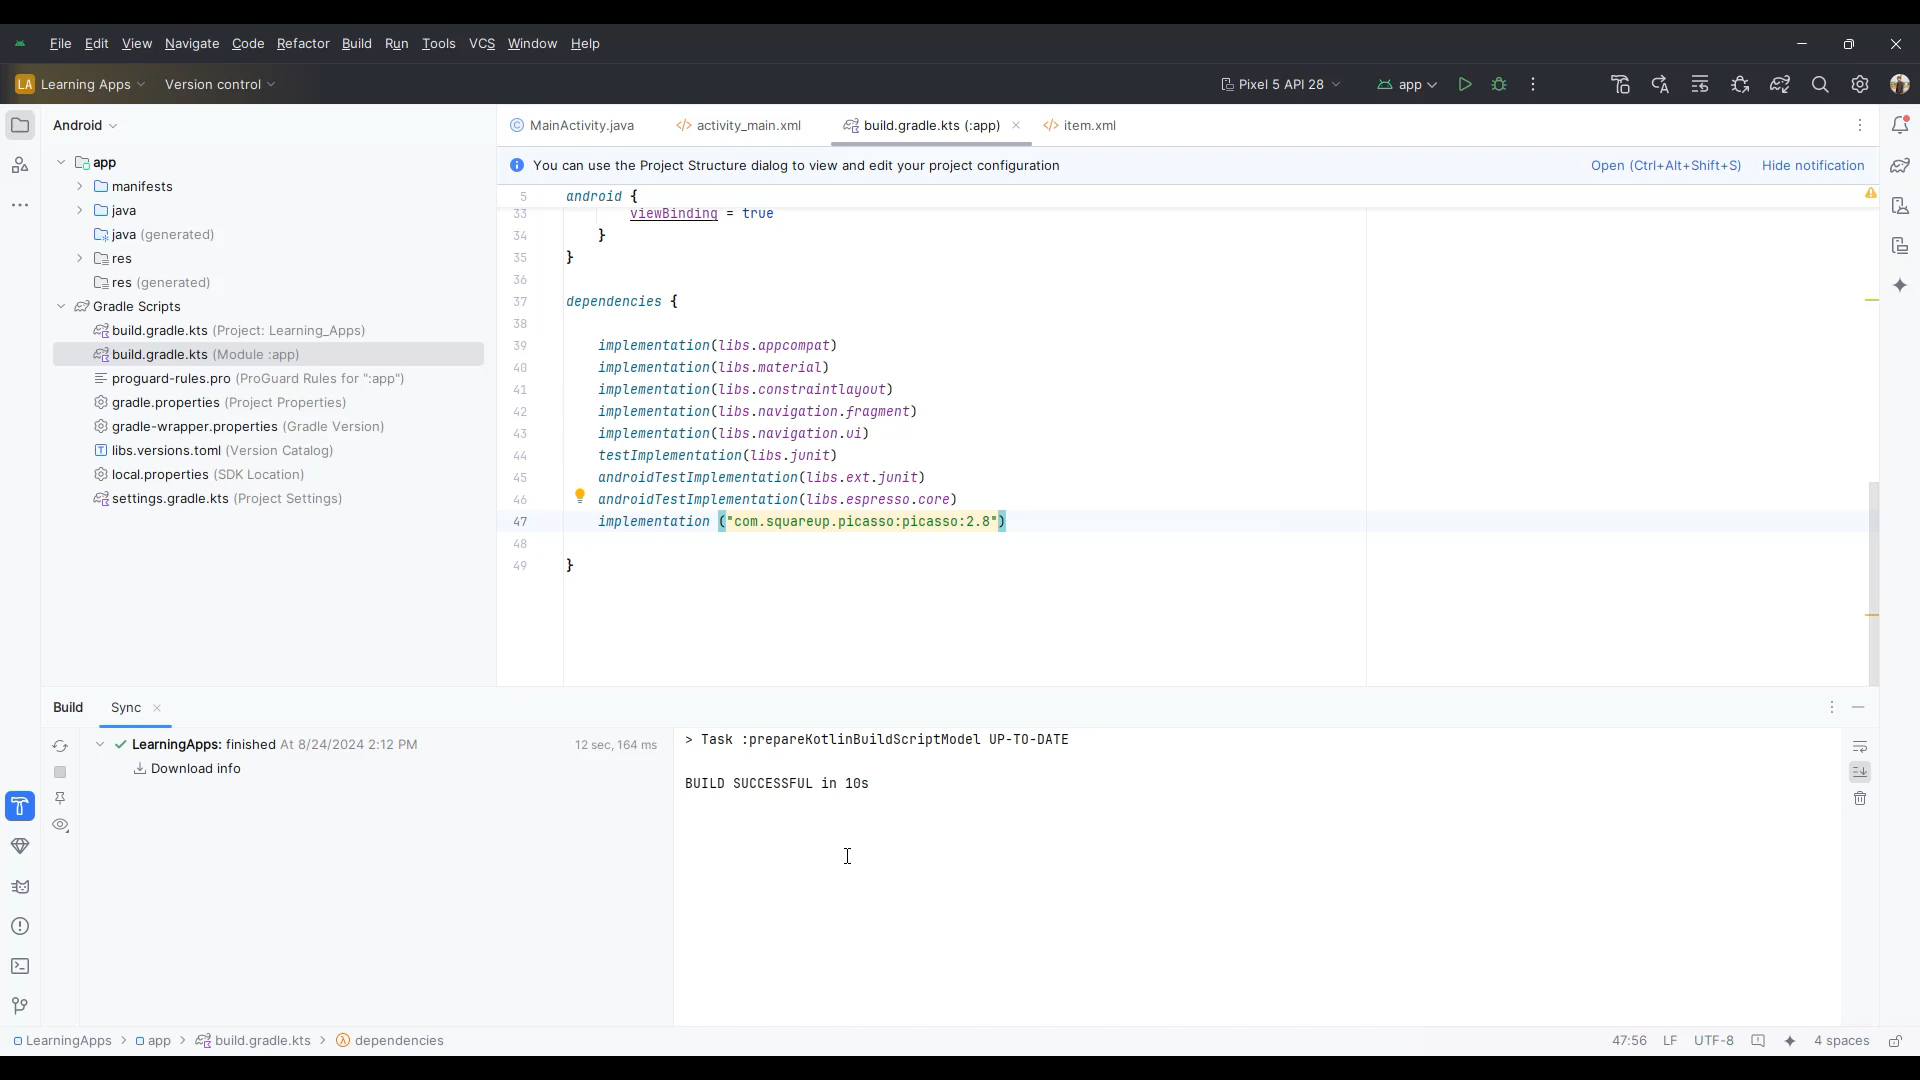 File Edit View Navigate Code Refactor Build Run Tools VCS Window Help
LA Learning Apps Version control Pixel 5 API 28 app
Android
MainActivity.java activity_main.xml build.gradle.kts (:app) item.xml
You can use the Project Structure dialog to view and edit your project configuration Open (Ctrl+Alt+Shift+S) Hide notification
app
manifests
java
java (generated)
res
res (generated)
Gradle Scripts
build.gradle.kts (Project: Learning_Apps)
build.gradle.kts (Module :app)
proguard-rules.pro (ProGuard Rules for ":app")
gradle.properties (Project Properties)
gradle-wrapper.properties (Gradle Version)
libs.versions.toml (Version Catalog)
local.properties (SDK Location)
settings.gradle.kts (Project Settings)
5 android {
33 viewBinding = true
34 }
35 }
36
37 dependencies {
38
39 implementation(libs.appcompat)
40 implementation(libs.material)
41 implementation(libs.constraintlayout)
42 implementation(libs.navigation.fragment)
43 implementation(libs.navigation.ui)
44 testImplementation(libs.junit)
45 androidTestImplementation(libs.ext.junit)
46 androidTestImplementation(libs.espresso.core)
47 implementation ("com.squareup.picasso:picasso:2.8")
48
49 }
Build Sync
LearningApps: finished At 8/24/2024 2:12 PM 12 sec, 164 ms
Download info
> Task :prepareKotlinBuildScriptModel UP-TO-DATE
BUILD SUCCESSFUL in 10s
LearningApps > app > build.gradle.kts > dependencies 47:56 LF UTF-8 4 spaces